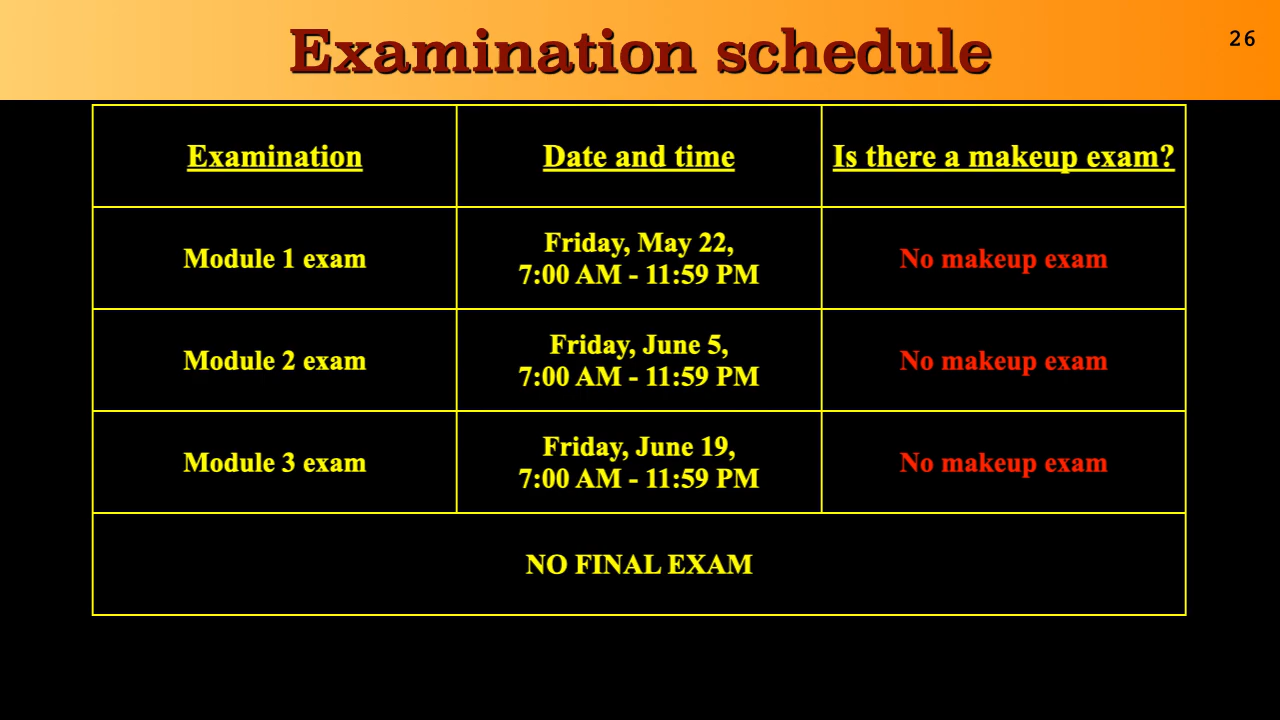 Examination schedule
26
Examination
Date and time
Is there a makeup exam?
Module 1 exam
Friday, May 22,
7:00 AM - 11:59 PM
No makeup exam
Module 2 exam
Friday, June 5,
7:00 AM - 11:59 PM
No makeup exam
Module 3 exam
Friday, June 19,
7:00 AM - 11:59 PM
No makeup exam
NO FINAL EXAM